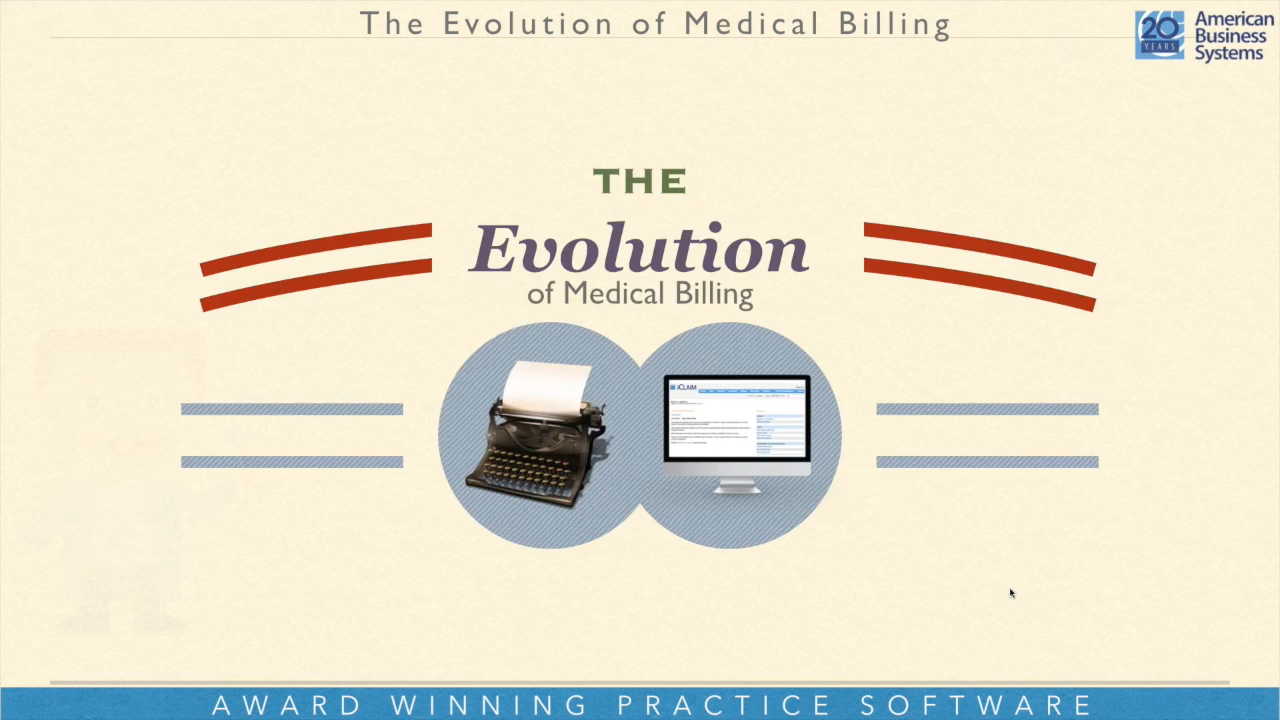 The Evolution of Medical Billing
20
YEARS
American
Business
Systems
THE
Evolution
of Medical Billing
iCLAIM
AWARD WINNING PRACTICE SOFTWARE